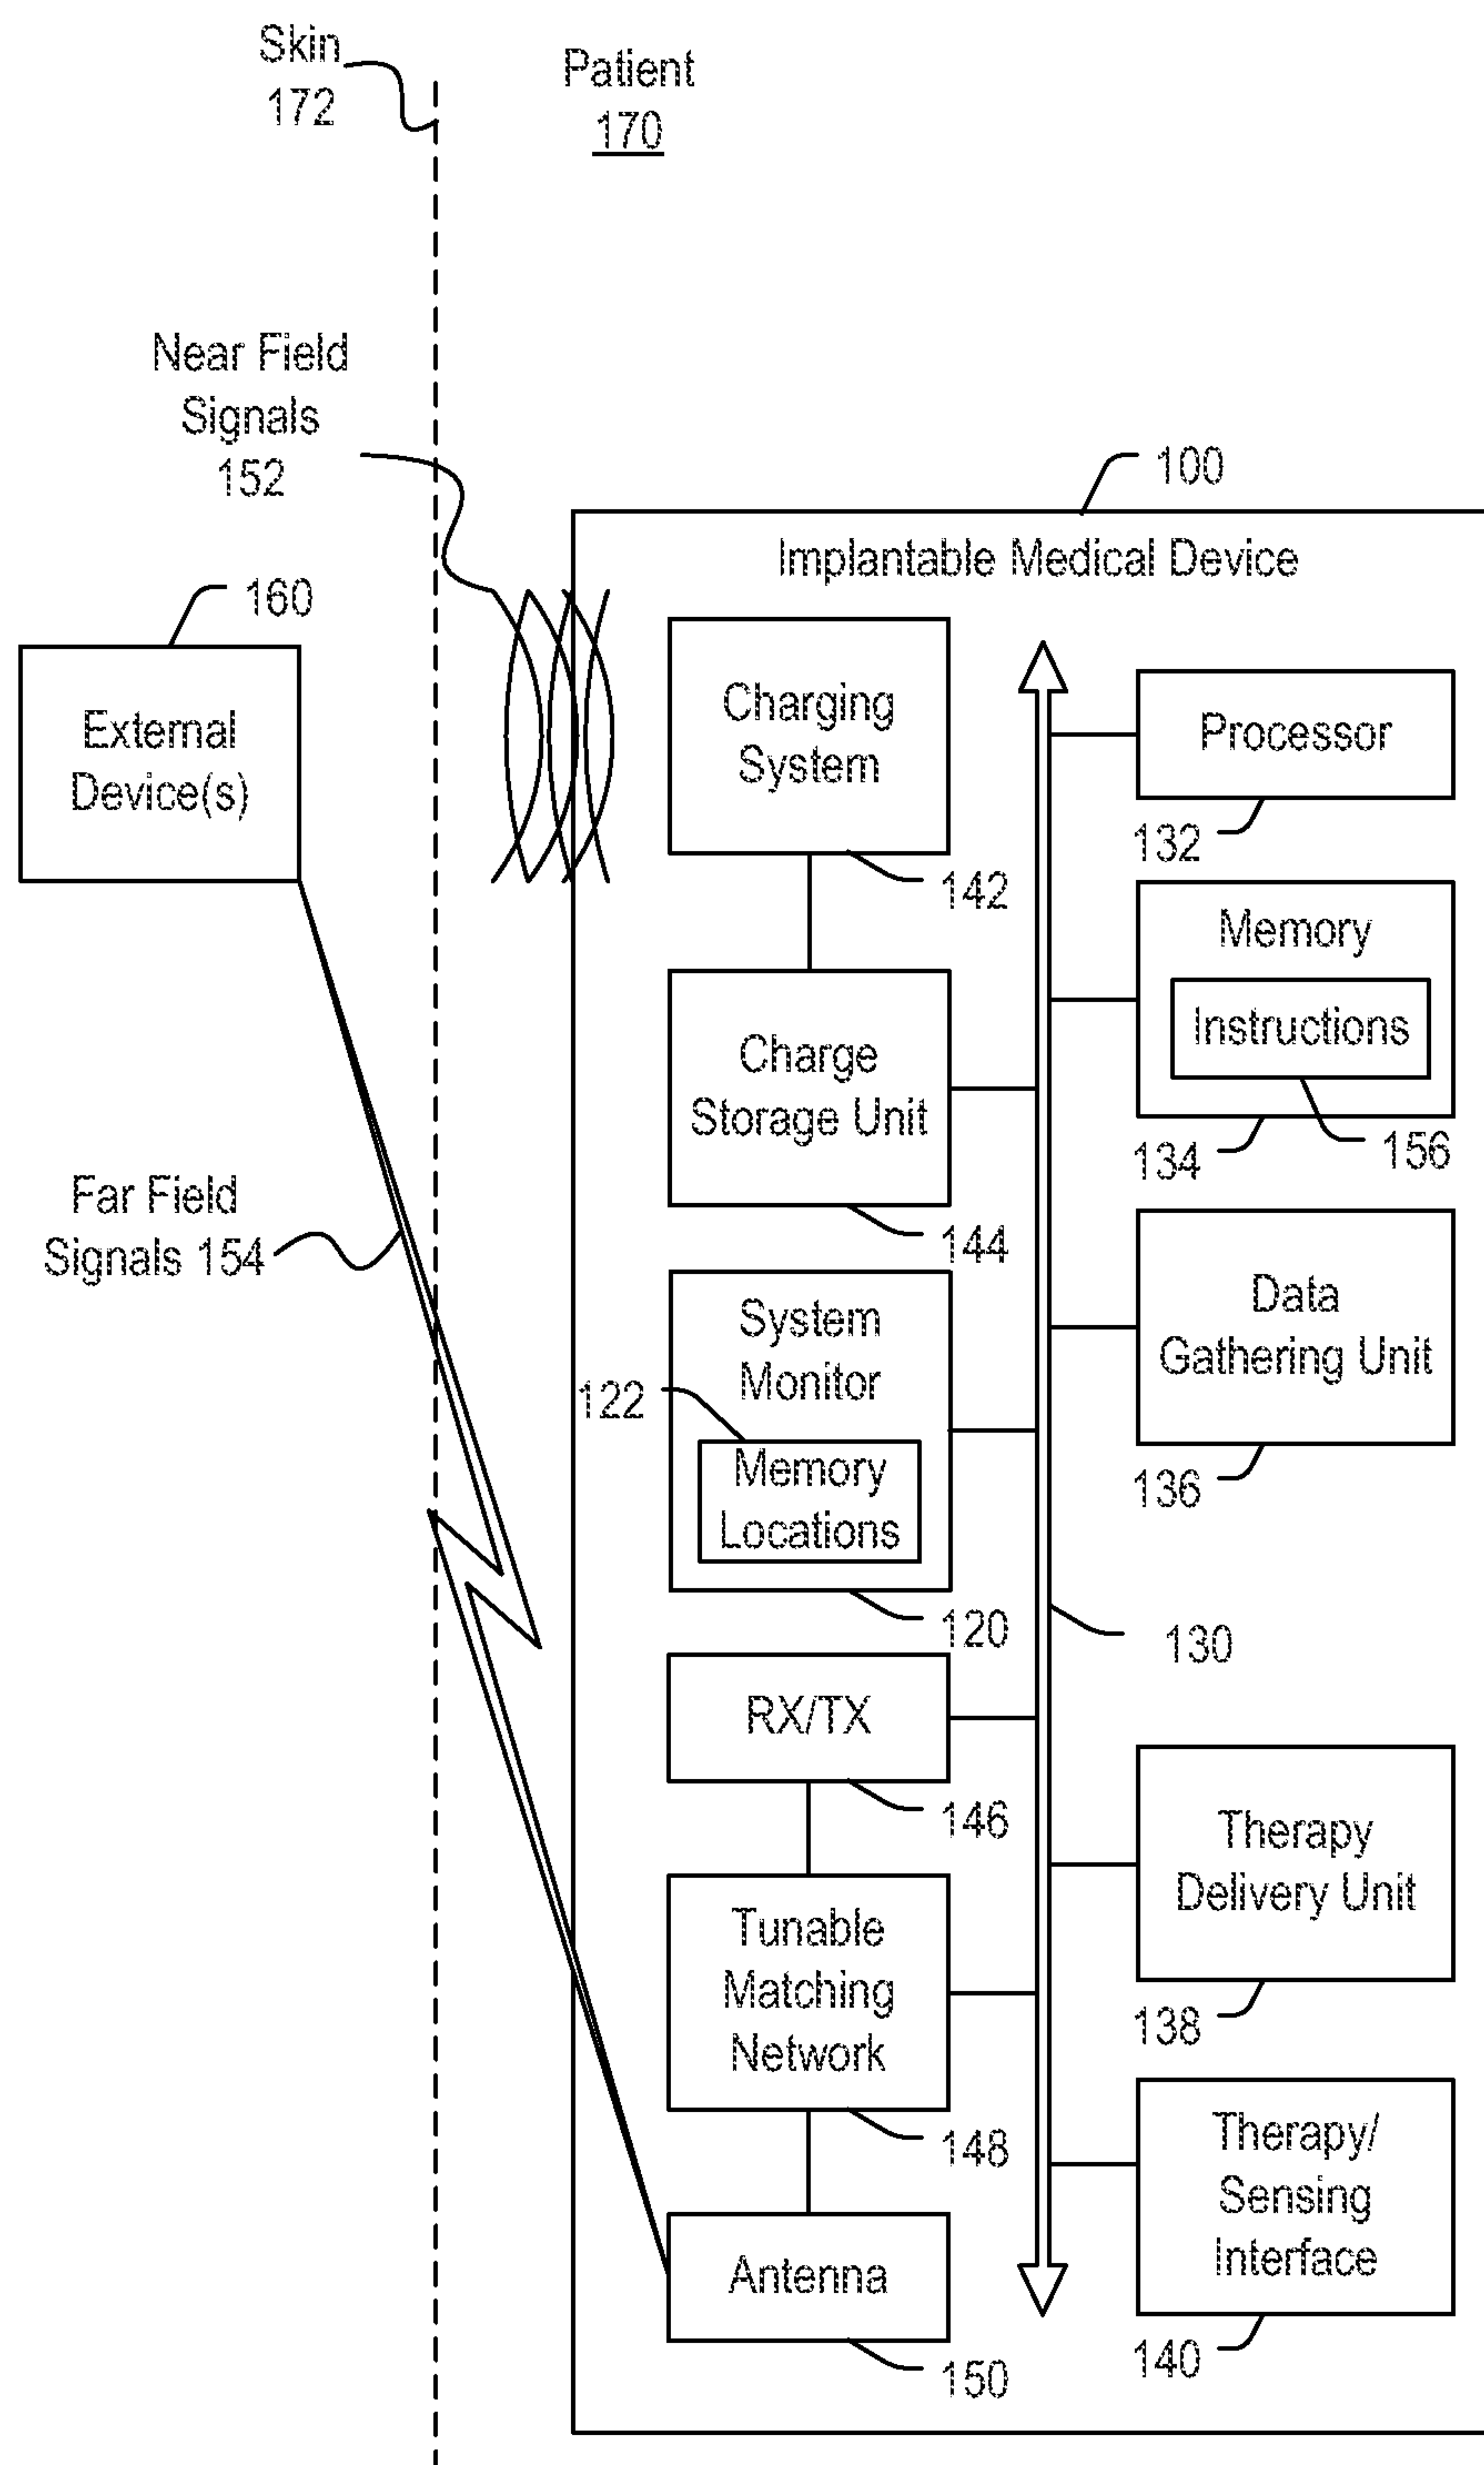 Skin
172
Patient
170
Near Field
Signals
152
100
Implantable Medical Device
160
External
Device(s)
Charging
System
142
Processor
132
Memory
Instructions
134
156
Charge
Storage Unit
144
Far Field
Signals 154
Data
Gathering Unit
136
System
Monitor
122
Memory
Locations
120
130
RX/TX
146
Therapy
Delivery Unit
138
Tunable
Matching
Network
148
Therapy/
Sensing
Interface
140
Antenna
150